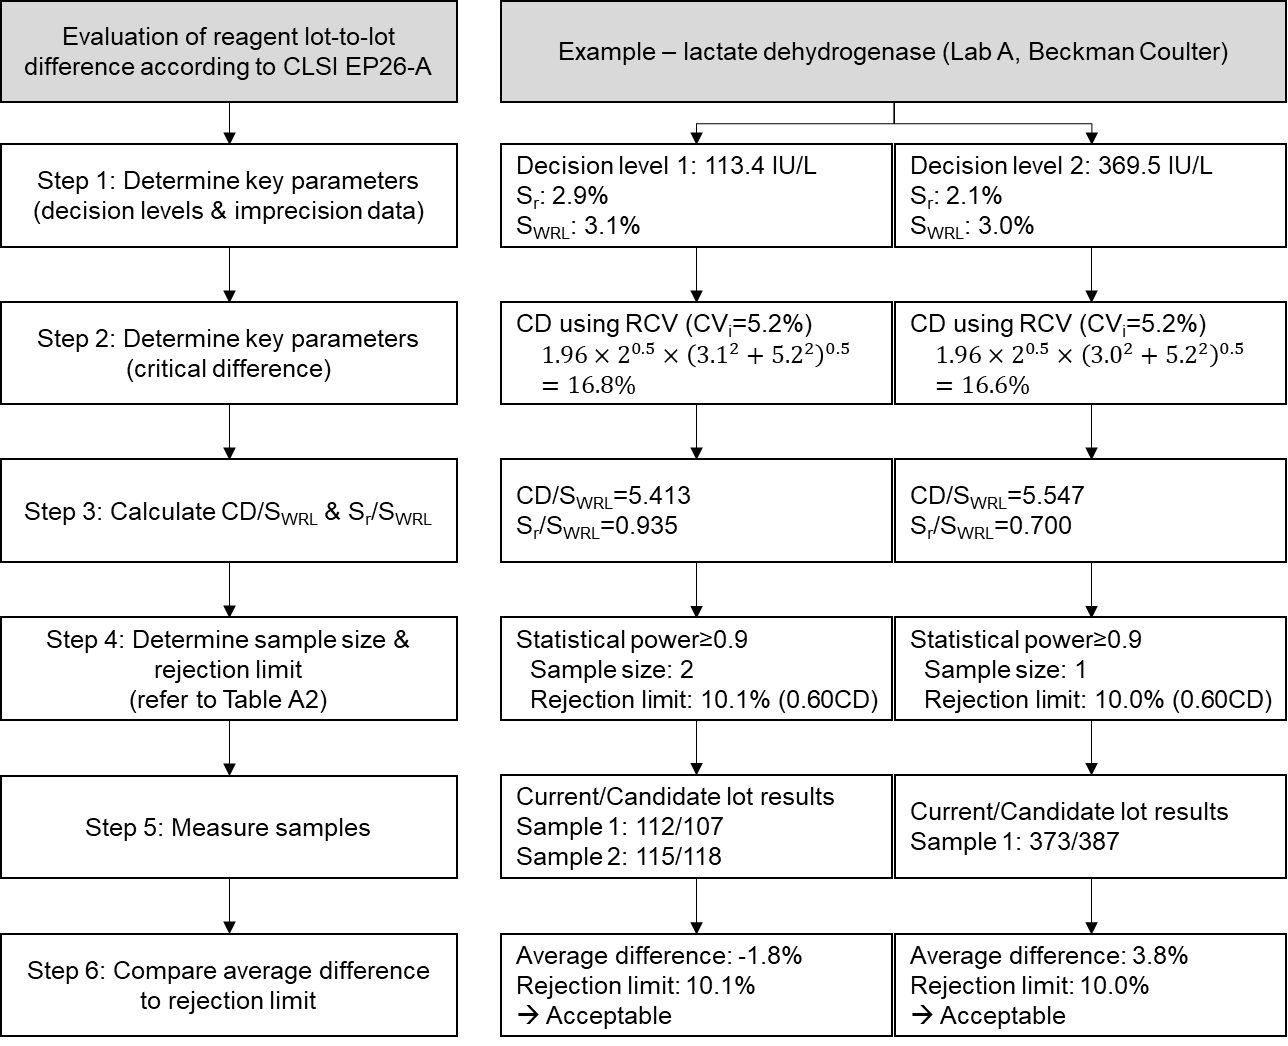 Evaluation of reagent lot-to-lot
difference according to CLSI EP26-A
Example – lactate dehydrogenase (Lab A, Beckman Coulter)
Step 1: Determine key parameters
(decision levels & imprecision data)
Decision level 1: 113.4 IU/L
Sr: 2.9%
SWRL: 3.1%
Decision level 2: 369.5 IU/L
Sr: 2.1%
SWRL: 3.0%
Step 2: Determine key parameters
(critical difference)
CD using RCV (CVi=5.2%)
1.96 × 2^0.5 × (3.1^2 + 5.2^2)^0.5
= 16.8%
CD using RCV (CVi=5.2%)
1.96 × 2^0.5 × (3.0^2 + 5.2^2)^0.5
= 16.6%
Step 3: Calculate CD/SWRL & Sr/SWRL
CD/SWRL=5.413
Sr/SWRL=0.935
CD/SWRL=5.547
Sr/SWRL=0.700
Step 4: Determine sample size &
rejection limit
(refer to Table A2)
Statistical power≥0.9
Sample size: 2
Rejection limit: 10.1% (0.60CD)
Statistical power≥0.9
Sample size: 1
Rejection limit: 10.0% (0.60CD)
Step 5: Measure samples
Current/Candidate lot results
Sample 1: 112/107
Sample 2: 115/118
Current/Candidate lot results
Sample 1: 373/387
Step 6: Compare average difference
to rejection limit
Average difference: -1.8%
Rejection limit: 10.1%
→ Acceptable
Average difference: 3.8%
Rejection limit: 10.0%
→ Acceptable